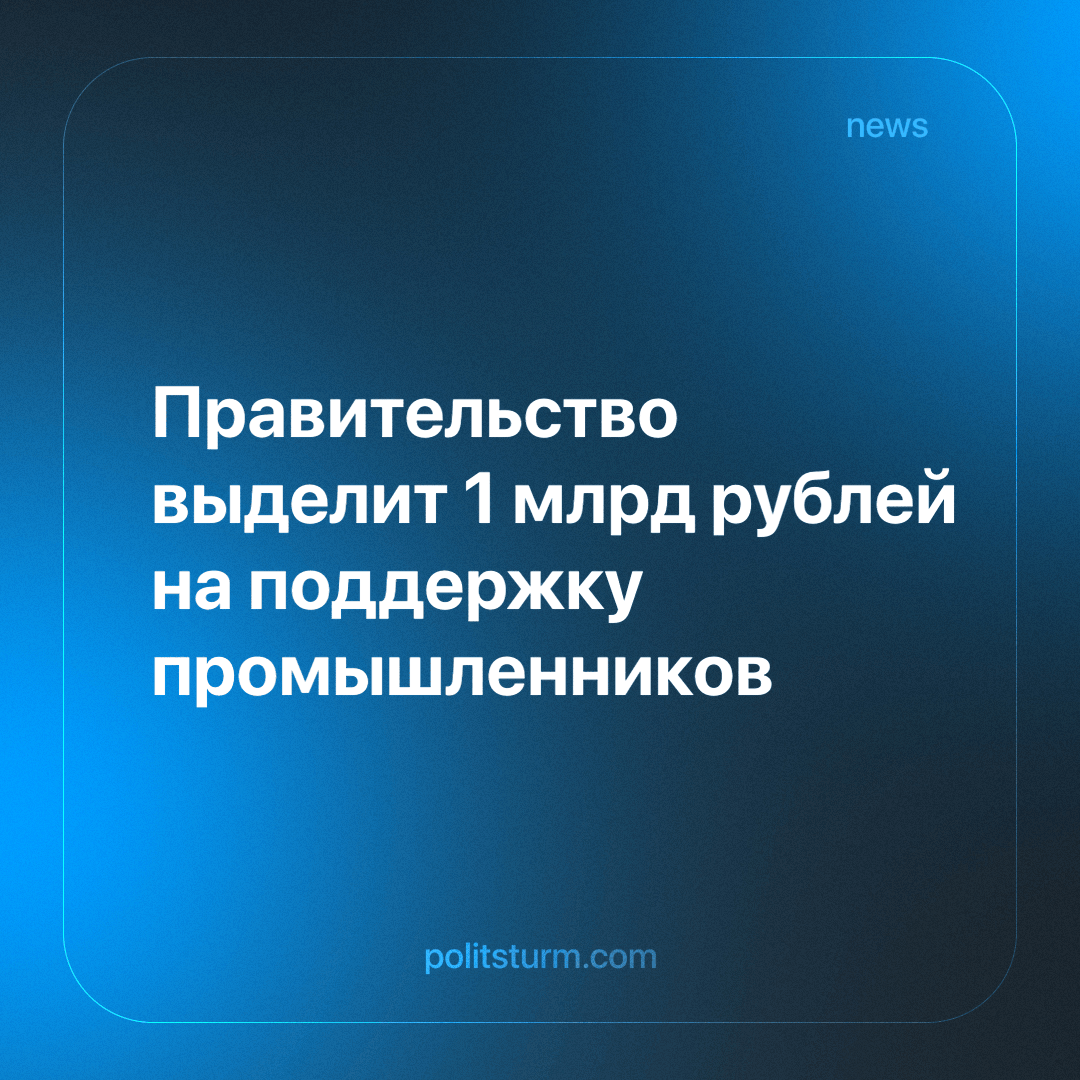 news
Правительство
выделит 1 млрд рублей
на поддержку
промышленников
politsturm.com